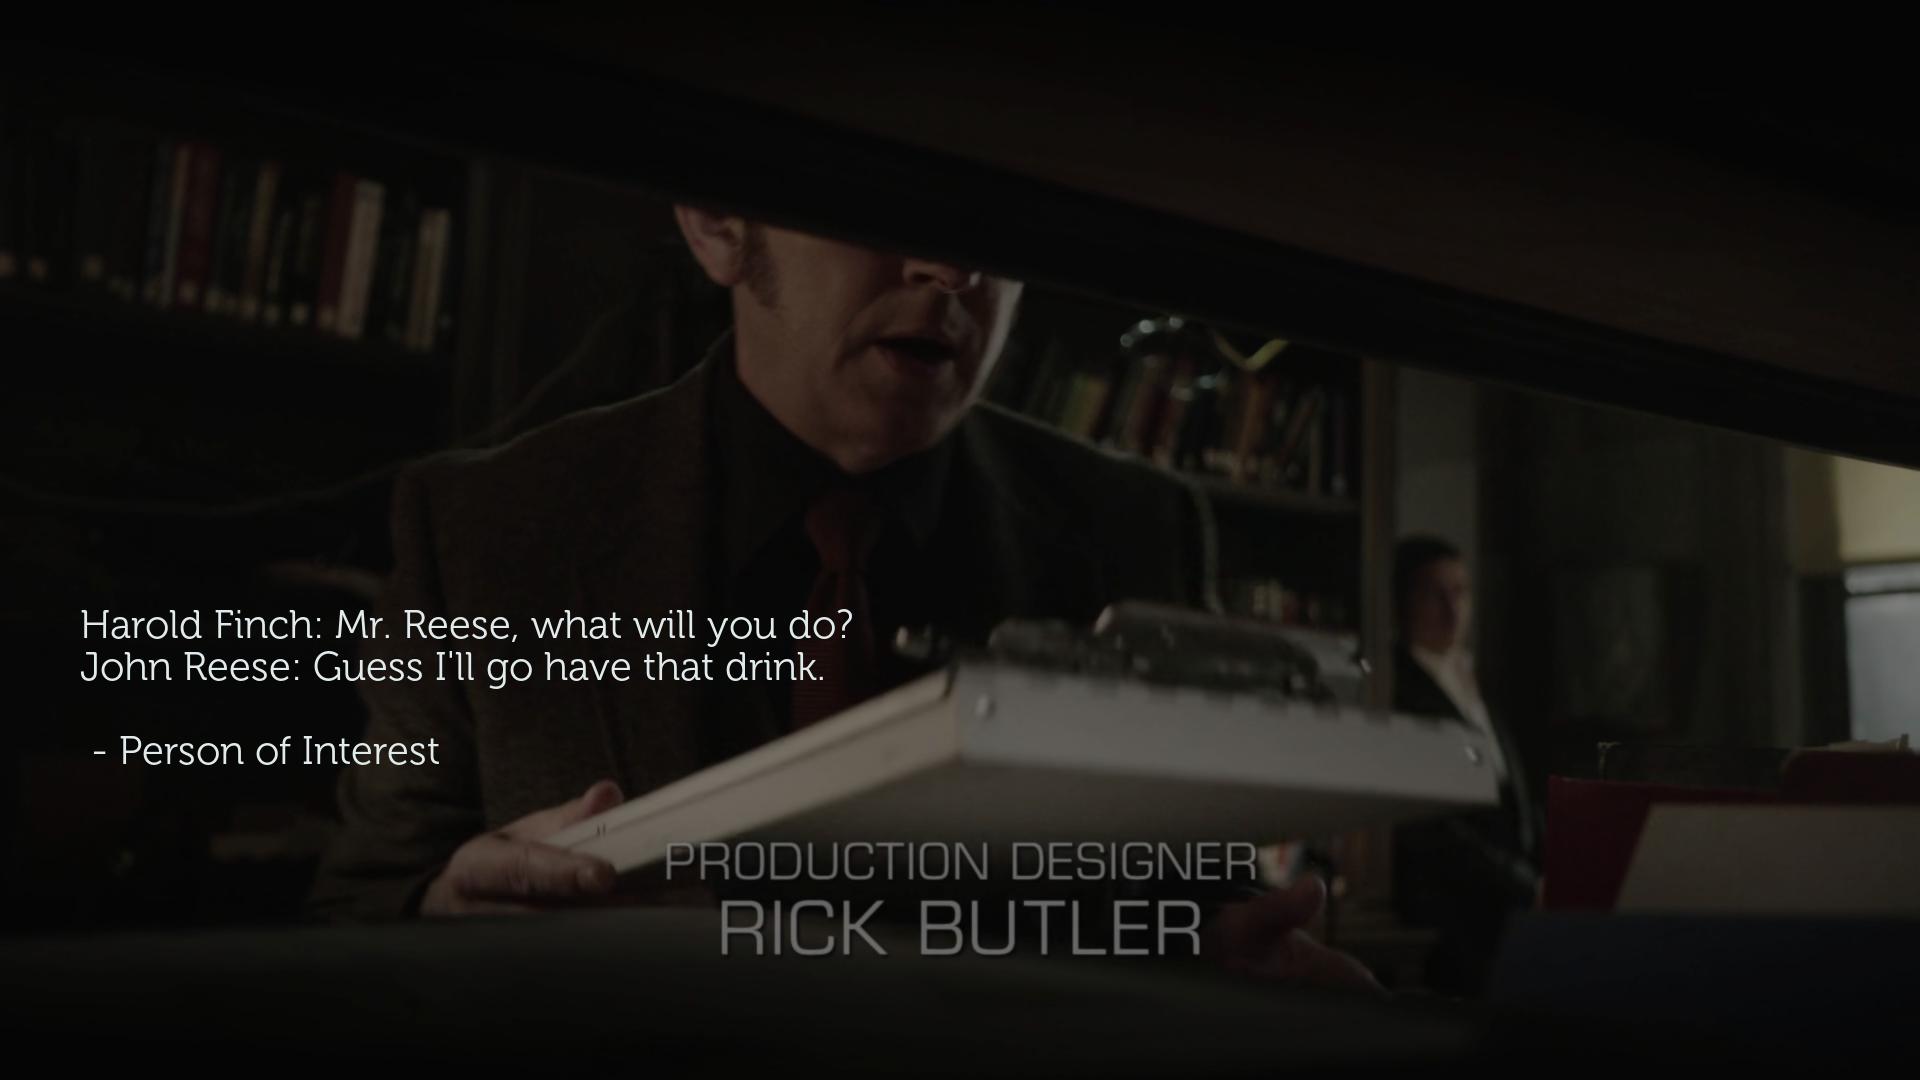 Harold Finch: Mr. Reese, what will you do?
John Reese: Guess I'll go have that drink.
- Person of Interest
PRODUCTION DESIGNER
RICK BUTLER